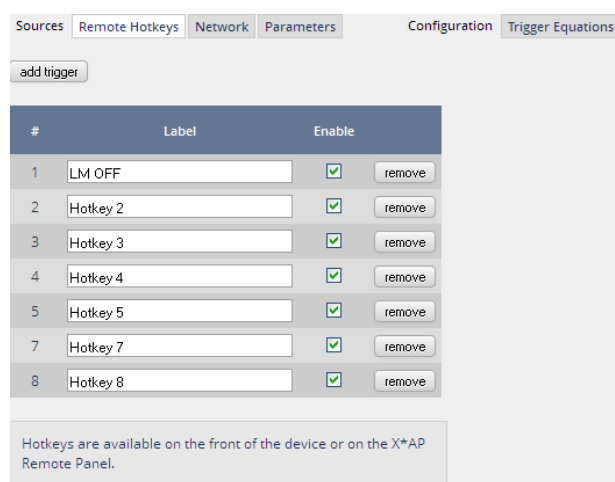 Sources Remote Hotkeys Network Parameters Configuration Trigger Equations
add trigger
# Label Enable
1 LM OFF remove
2 Hotkey 2 remove
3 Hotkey 3 remove
4 Hotkey 4 remove
5 Hotkey 5 remove
7 Hotkey 7 remove
8 Hotkey 8 remove
Hotkeys are available on the front of the device or on the X*AP
Remote Panel.